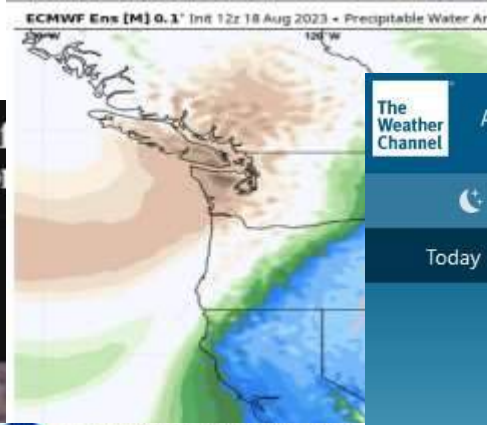 ECMWF Ens [M] 0.1° Init 12z 18 Aug 2023 • Precipitable Water
120° W
The
Weather
Channel
Today